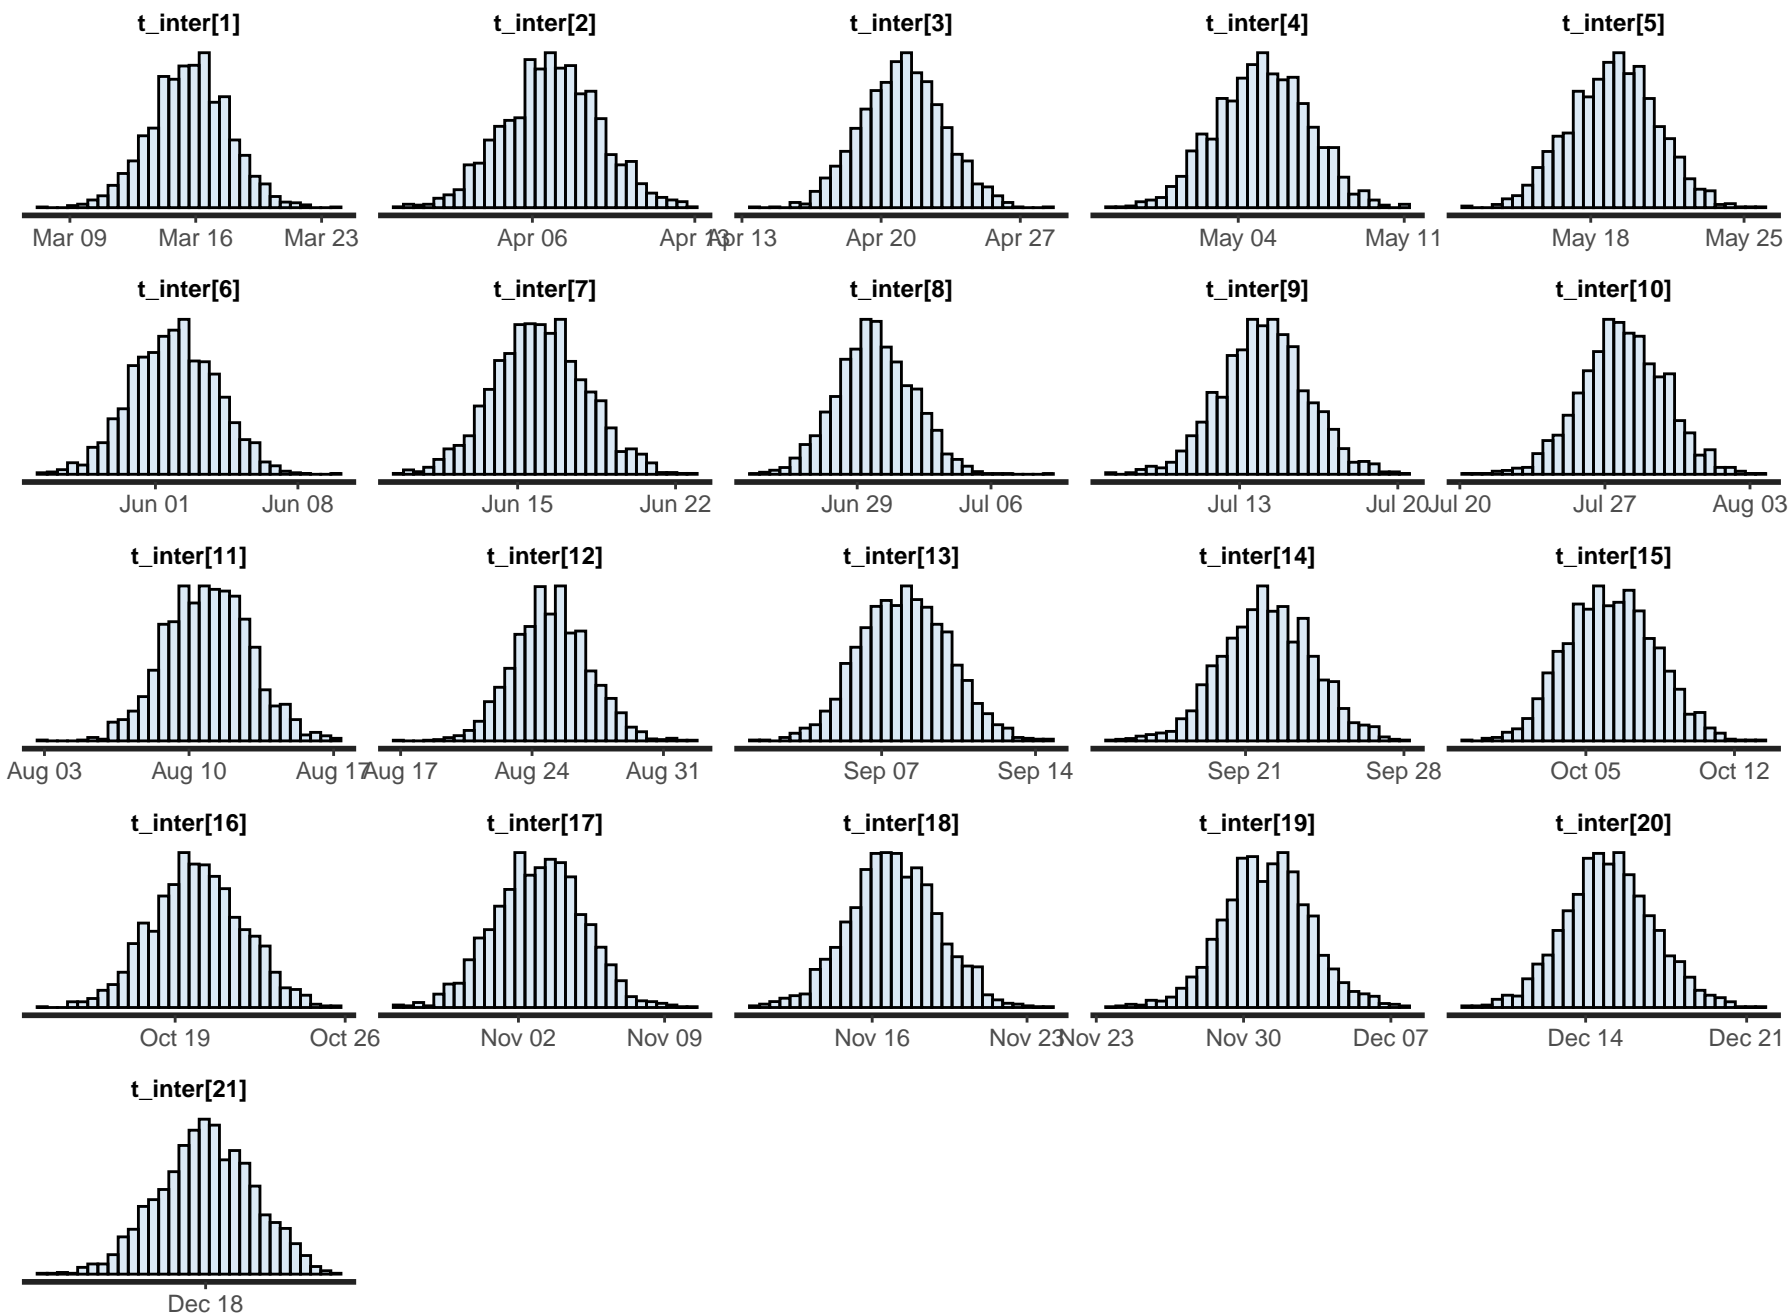 t_inter[1] t_inter[2] t_inter[3] t_inter[4] t_inter[5]
Mar 09 Mar 16 Mar 23 Apr 06 Apr 13 Apr 13 Apr 20 Apr 27 May 04 May 11 May 18 May 25
t_inter[6] t_inter[7] t_inter[8] t_inter[9] t_inter[10]
Jun 01 Jun 08 Jun 15 Jun 22 Jun 29 Jul 06 Jul 13 Jul 20 Jul 20 Jul 27 Aug 03
t_inter[11] t_inter[12] t_inter[13] t_inter[14] t_inter[15]
Aug 03 Aug 10 Aug 17 Aug 17 Aug 24 Aug 31 Sep 07 Sep 14 Sep 21 Sep 28 Oct 05 Oct 12
t_inter[16] t_inter[17] t_inter[18] t_inter[19] t_inter[20]
Oct 19 Oct 26 Nov 02 Nov 09 Nov 16 Nov 23 Nov 23 Nov 30 Dec 07 Dec 14 Dec 21
t_inter[21]
Dec 18